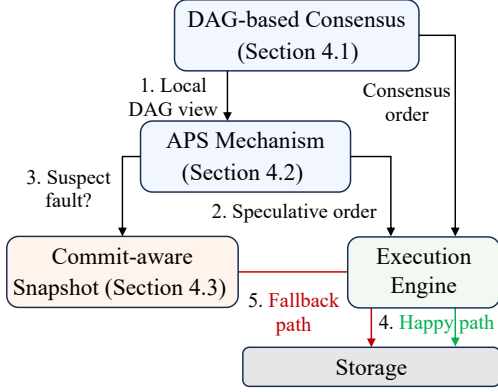 DAG-based Consensus
(Section 4.1)
1. Local
DAG view
Consensus
order
APS Mechanism
(Section 4.2)
3. Suspect
fault?
2. Speculative order
Commit-aware
Snapshot (Section 4.3)
Execution
Engine
5. Fallback
path
4. Happy path
Storage